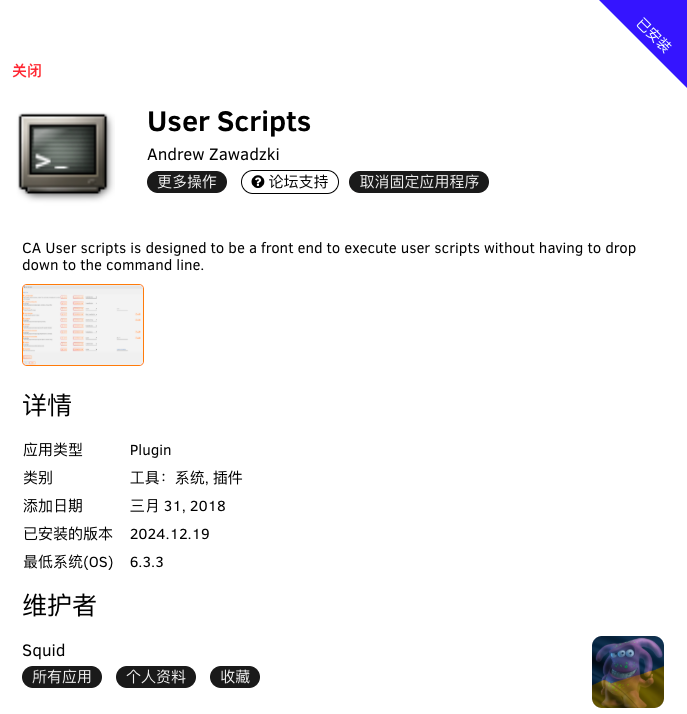 已安装
关闭
User Scripts
Andrew Zawadzki
更多操作 论坛支持 取消固定应用程序
CA User scripts is designed to be a front end to execute user scripts without having to drop
down to the command line.
详情
应用类型 Plugin
类别 工具：系统, 插件
添加日期 三月 31, 2018
已安装的版本 2024.12.19
最低系统(OS) 6.3.3
维护者
Squid
所有应用 个人资料 收藏